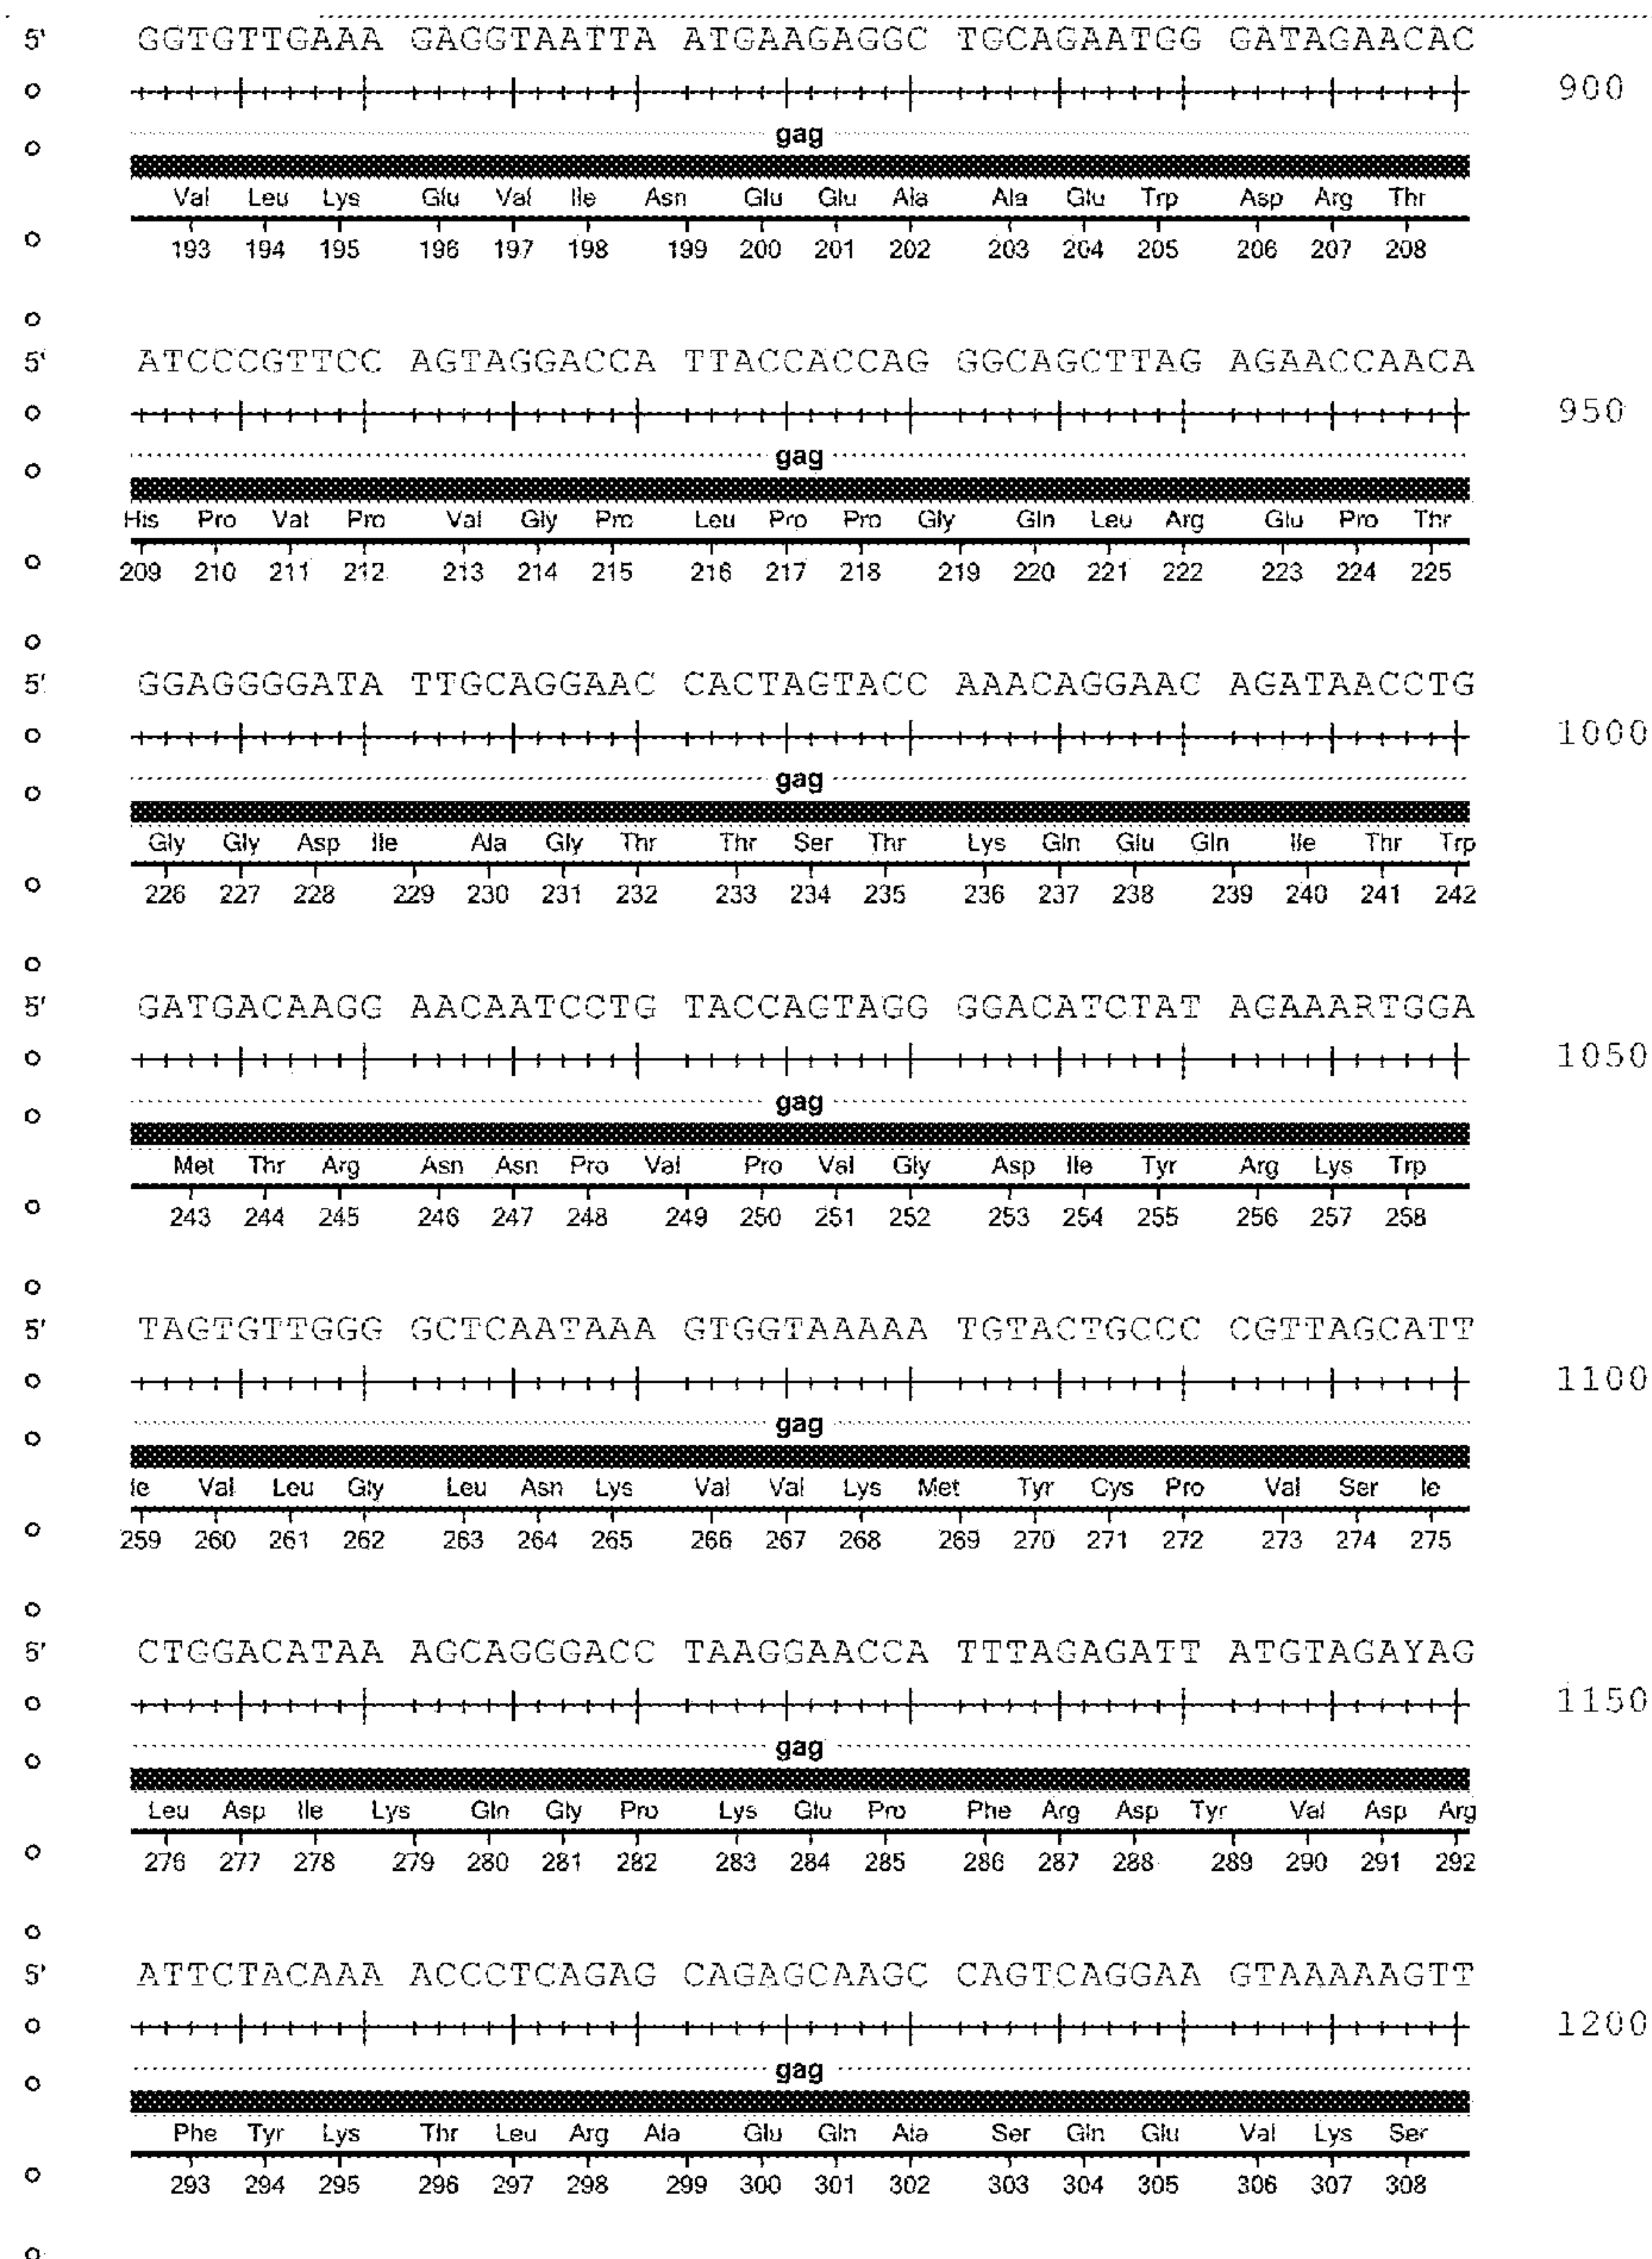 5' GGTGTTGAAA GAGGTAATTA ATGAAGAGGC TGCAGAATGG GATAGAACAC
900
gag
Val Leu Lys Glu Val Ile Asn Glu Glu Ala Ala Glu Trp Asp Arg Thr
193 194 195 196 197 198 199 200 201 202 203 204 205 206 207 208
5' ATCCCGTTCC AGTAGGACCA TTACCACCAG GGCAGCTTAG AGAACCAACA
950
gag
His Pro Val Pro Val Gly Pro Leu Pro Pro Gly Gln Leu Arg Glu Pro Thr
209 210 211 212 213 214 215 216 217 218 219 220 221 222 223 224 225
5' GGAGGGGATA TTGCAGGAAC CACTAGTACC AAACAGGAAC AGATAACCTG
1000
gag
Gly Gly Asp Ile Ala Gly Thr Thr Ser Thr Lys Gln Glu Gln Ile Thr Trp
226 227 228 229 230 231 232 233 234 235 236 237 238 239 240 241 242
5' GATGACAAGG AACAATCCTG TACCAGTAGG GGACATCTAT AGAAARTGGA
1050
gag
Met Thr Arg Asn Asn Pro Val Pro Val Gly Asp Ile Tyr Arg Lys Trp
243 244 245 246 247 248 249 250 251 252 253 254 255 256 257 258
5' TAGTGTTGGG GCTCAATAAA GTGGTAAAAA TGTACTGCCC CGTTAGCATT
1100
gag
le Val Leu Gly Leu Asn Lys Val Val Lys Met Tyr Cys Pro Val Ser le
259 260 261 262 263 264 265 266 267 268 269 270 271 272 273 274 275
5' CTGGACATAA AGCAGGGACC TAAGGAACCA TTTAGAGATT ATGTAGAYAG
1150
gag
Leu Asp Ile Lys Gln Gly Pro Lys Glu Pro Phe Arg Asp Tyr Val Asp Arg
276 277 278 279 280 281 282 283 284 285 286 287 288 289 290 291 292
5' ATTCTACAAA ACCCTCAGAG CAGAGCAAGC CAGTCAGGAA GTAAAAAGTT
1200
gag
Phe Tyr Lys Thr Leu Arg Ala Glu Gln Ala Ser Gln Glu Val Lys Ser
293 294 295 296 297 298 299 300 301 302 303 304 305 306 307 308